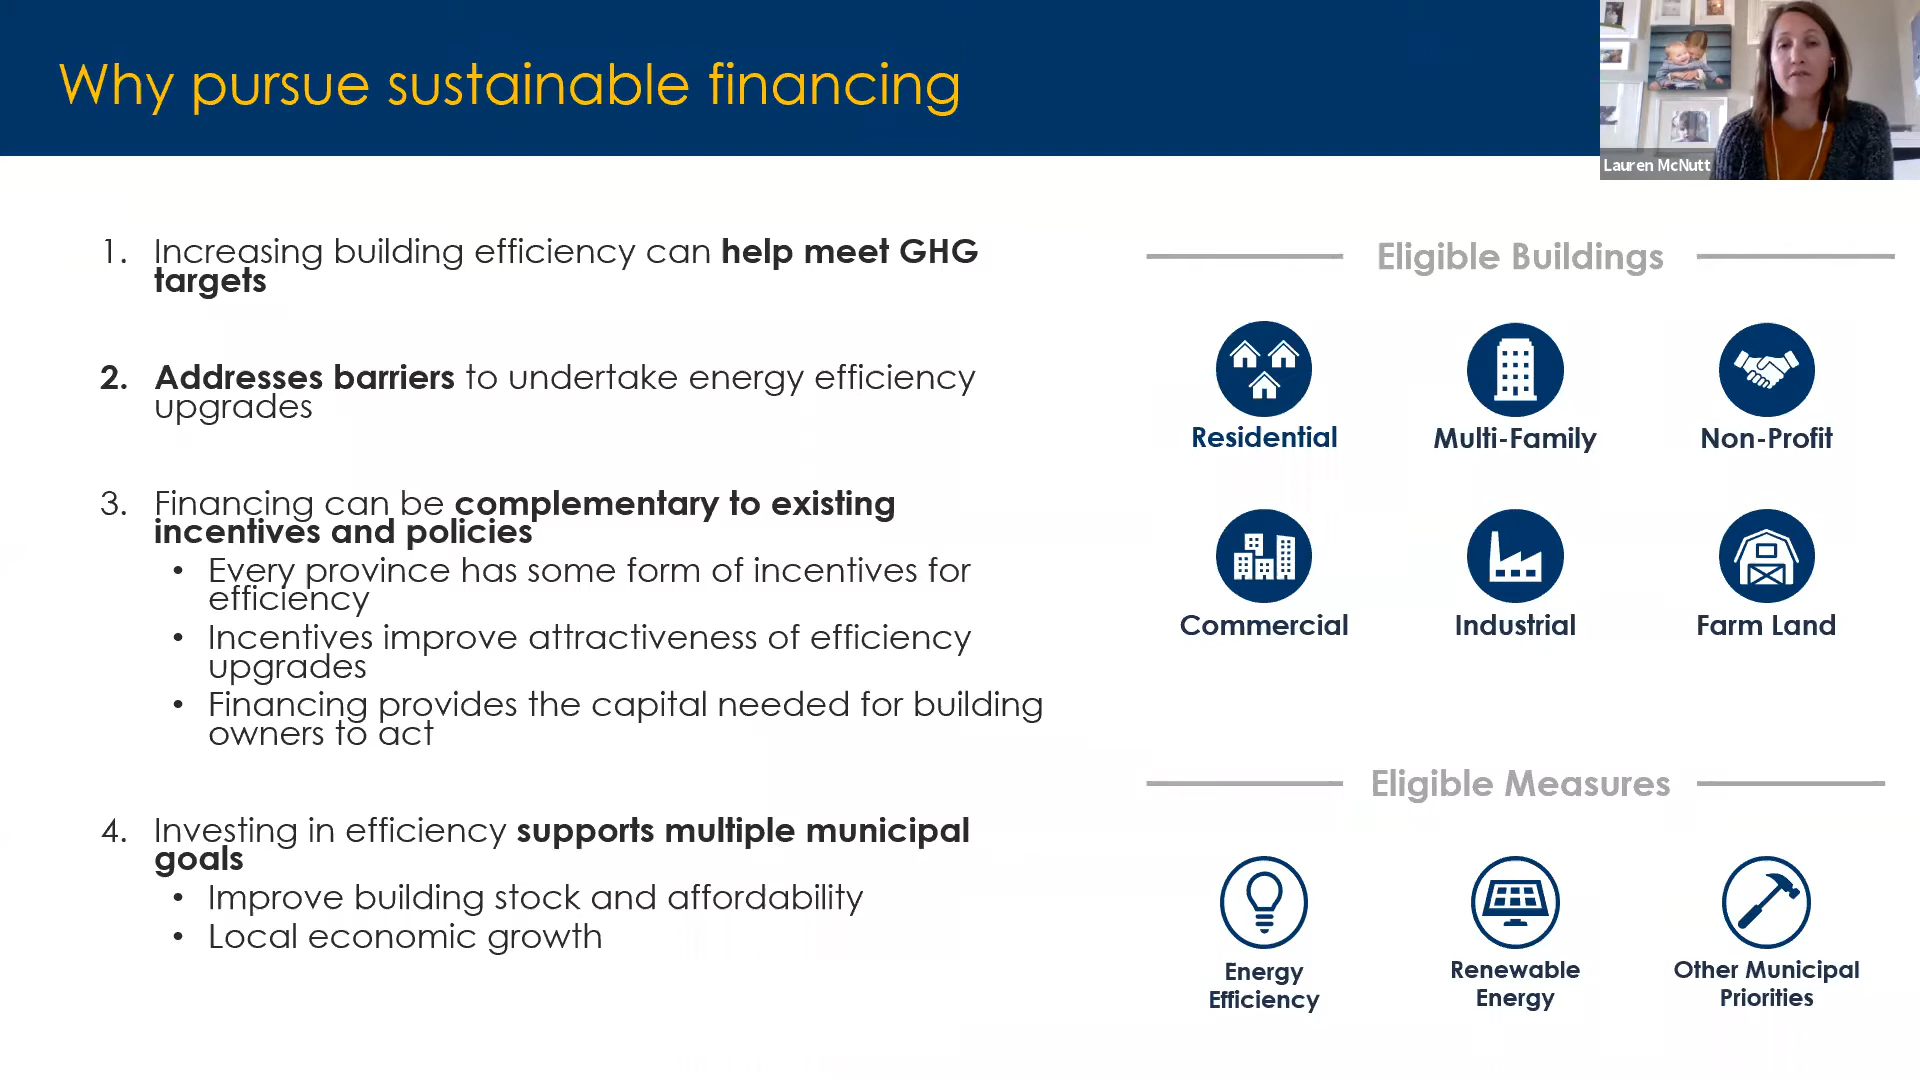 Why pursue sustainable financing
Lauren McNutt
1. Increasing building efficiency can help meet GHG
targets
2. Addresses barriers to undertake energy efficiency
upgrades
3. Financing can be complementary to existing
incentives and policies
• Every province has some form of incentives for
efficiency
• Incentives improve attractiveness of efficiency
upgrades
• Financing provides the capital needed for building
owners to act
4. Investing in efficiency supports multiple municipal
goals
• Improve building stock and affordability
• Local economic growth
Eligible Buildings
Residential
Multi-Family
Non-Profit
Commercial
Industrial
Farm Land
Eligible Measures
Energy
Efficiency
Renewable
Energy
Other Municipal
Priorities